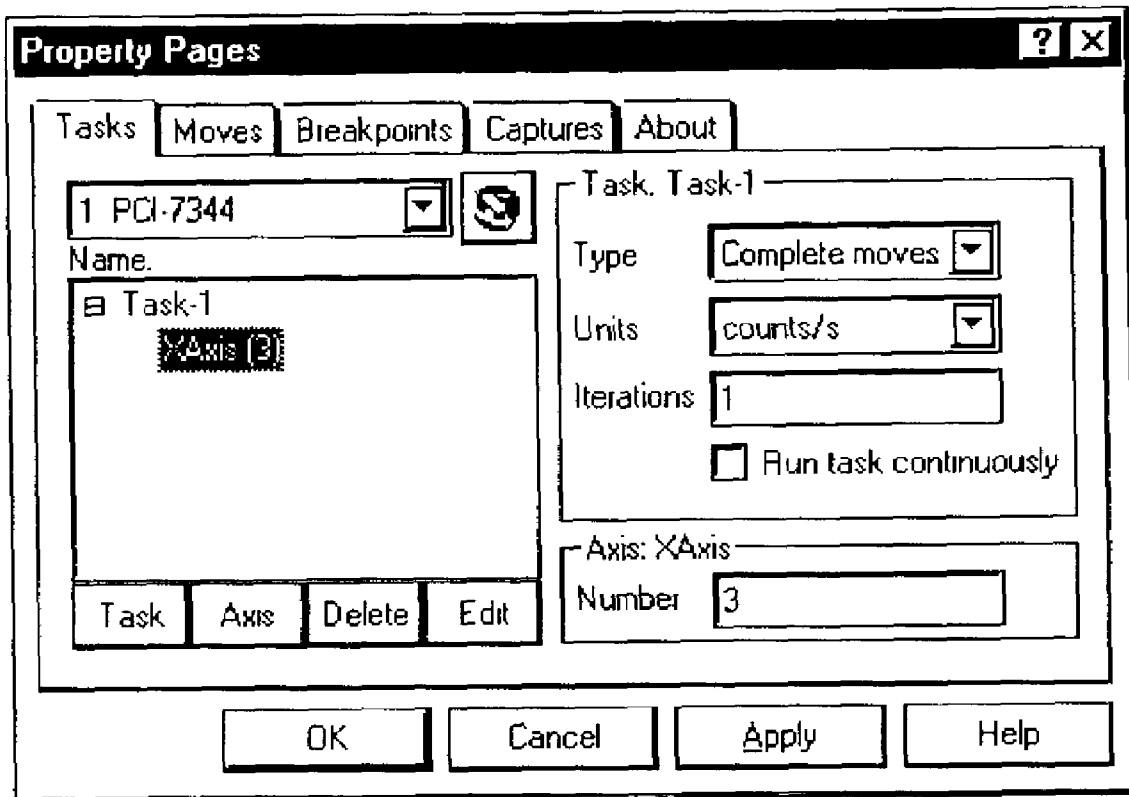 Property Pages
Tasks Moves Breakpoints Captures About
1 PCI-7344
Name.
Task-1
XAxis (3)
Task Axis Delete Edit
Task. Task-1
Type Complete moves
Units counts/s
Iterations 1
Run task continuously
Axis: XAxis
Number 3
OK Cancel Apply Help